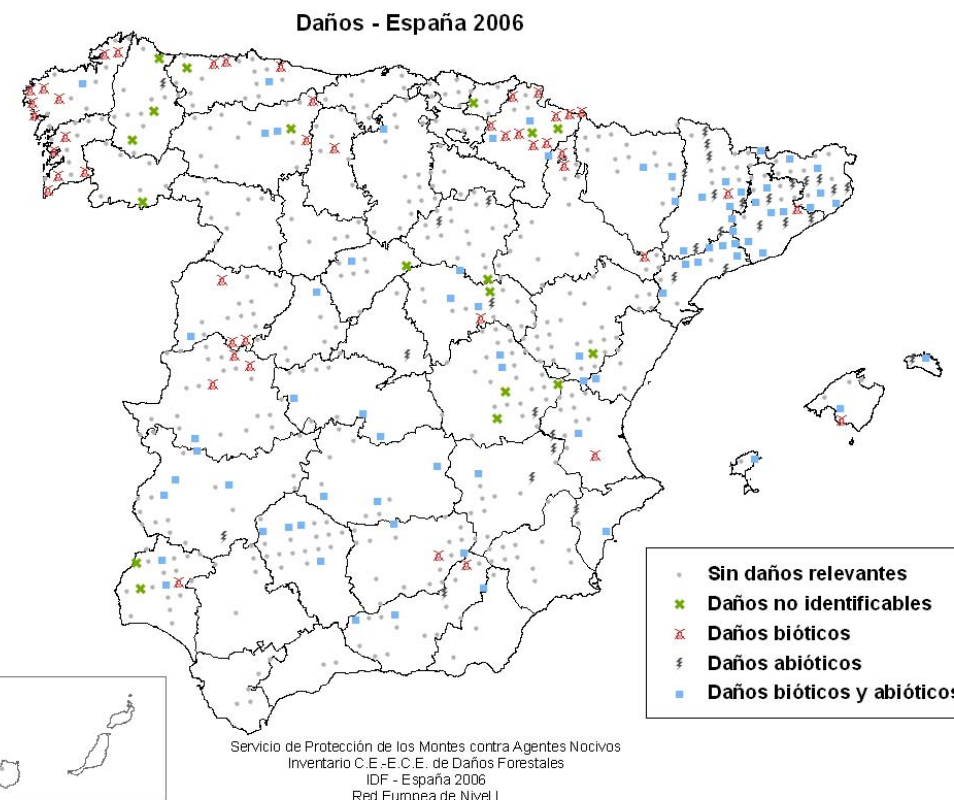 Daños - España 2006
Sin daños relevantes
Daños no identificables
Daños bióticos
Daños abióticos
Daños bióticos y abióticos
Servicio de Protección de los Montes contra Agentes Nocivos
Inventario C.E.-E.C.E. de Daños Forestales
IDF - España 2006
Red Europea de Nivel I